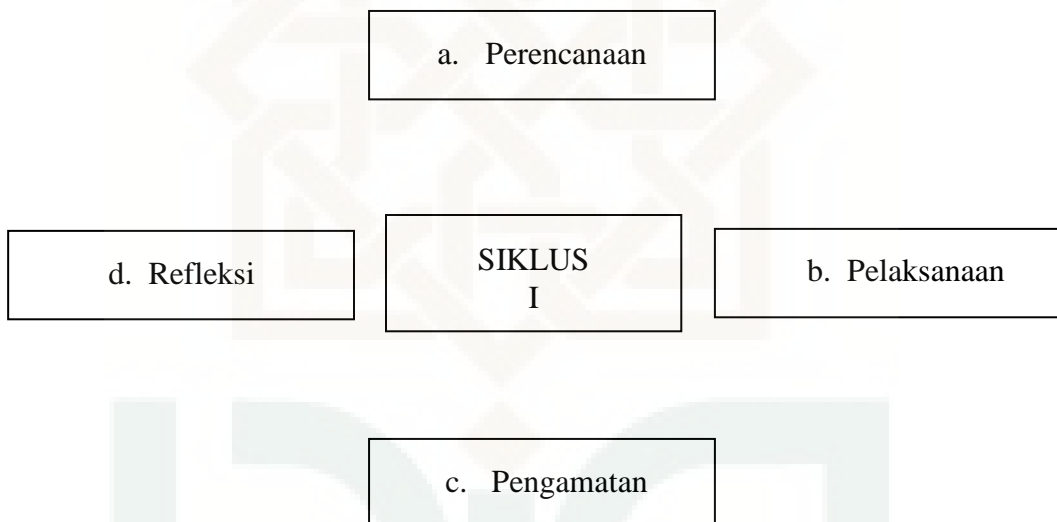 a. Perencanaan
d. Refleksi
SIKLUS
I
b. Pelaksanaan
c. Pengamatan